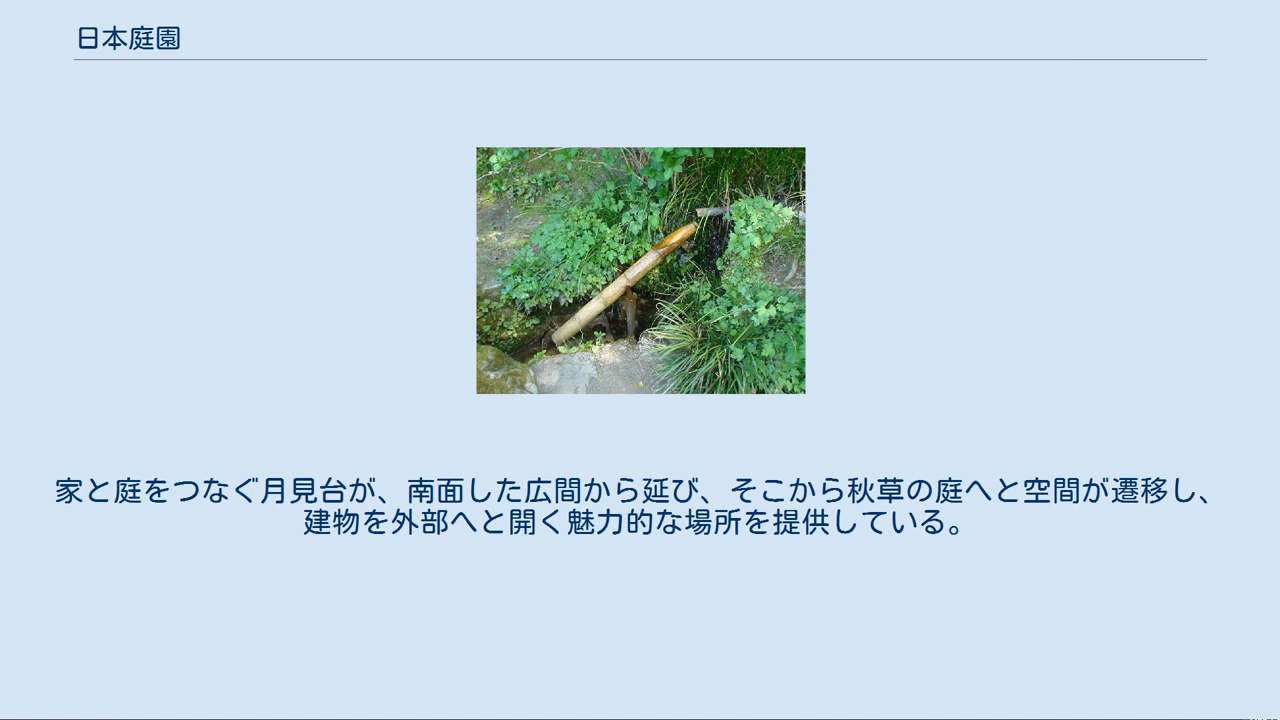 日本庭園
家と庭をつなぐ月見台が、南面した広間から延び、そこから秋草の庭へと空間が遷移し、
建物を外部へと開く魅力的な場所を提供している。